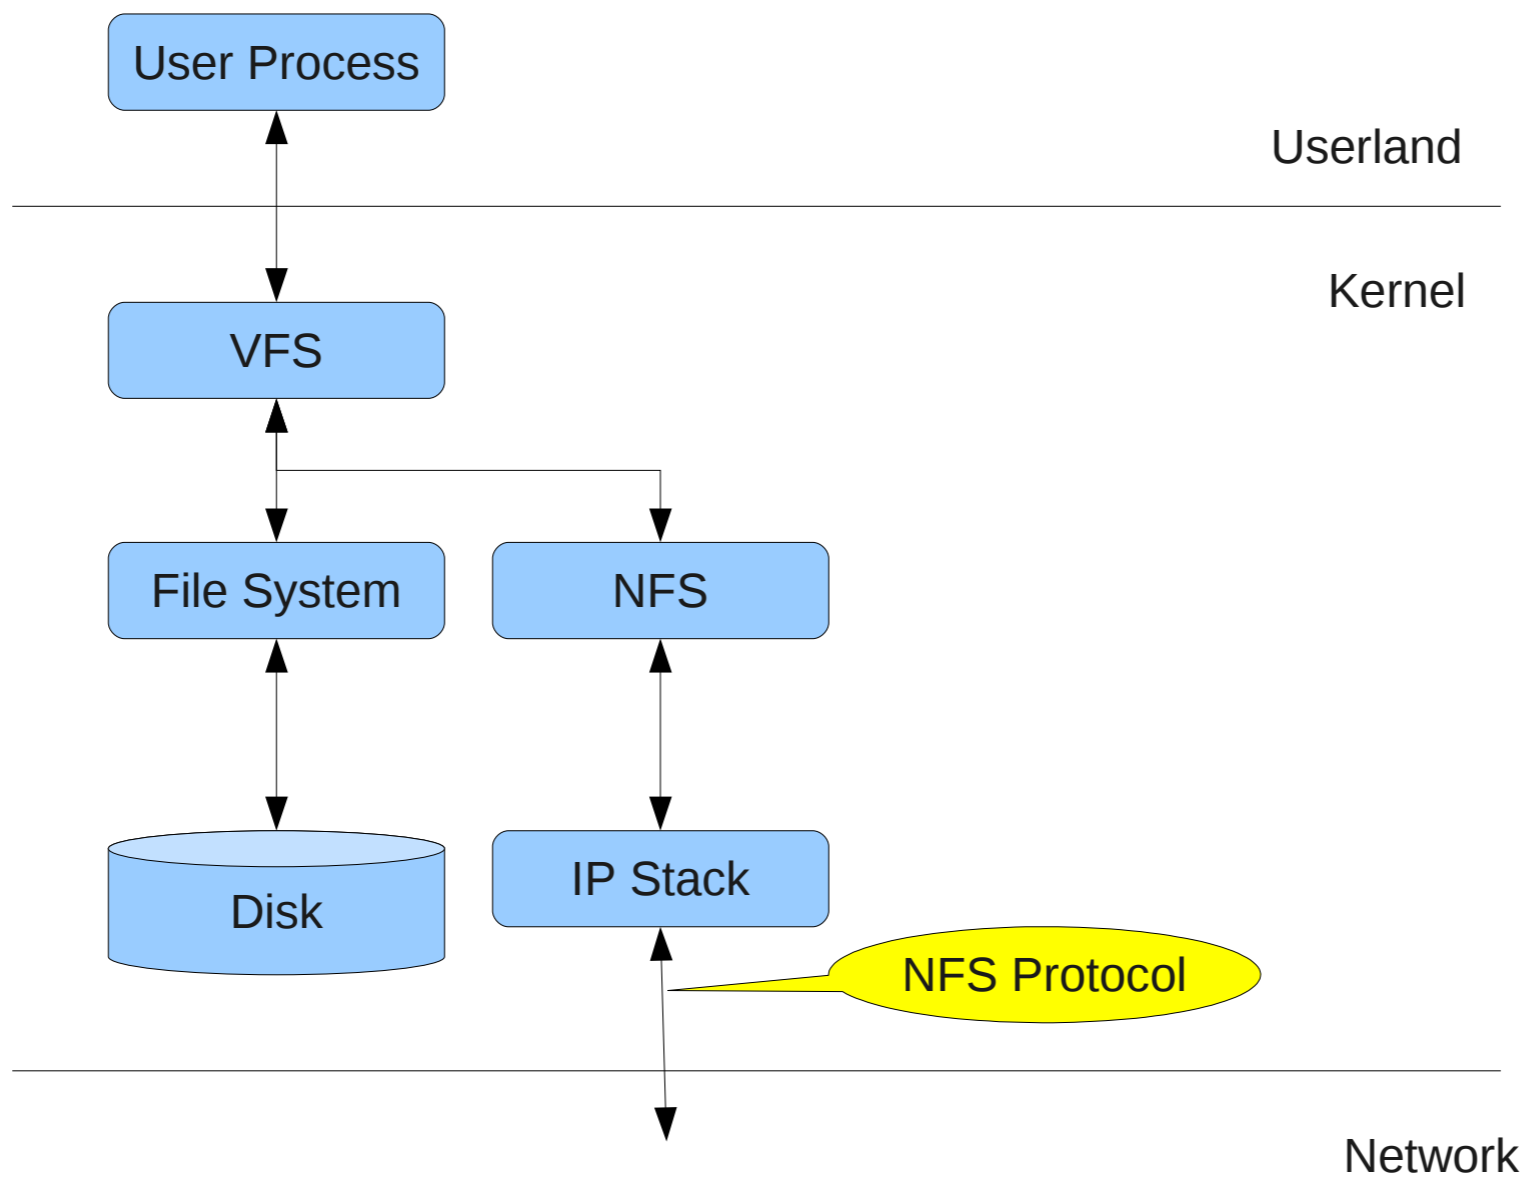 User Process
Userland
Kernel
VFS
File System
NFS
IP Stack
Disk
NFS Protocol
Network